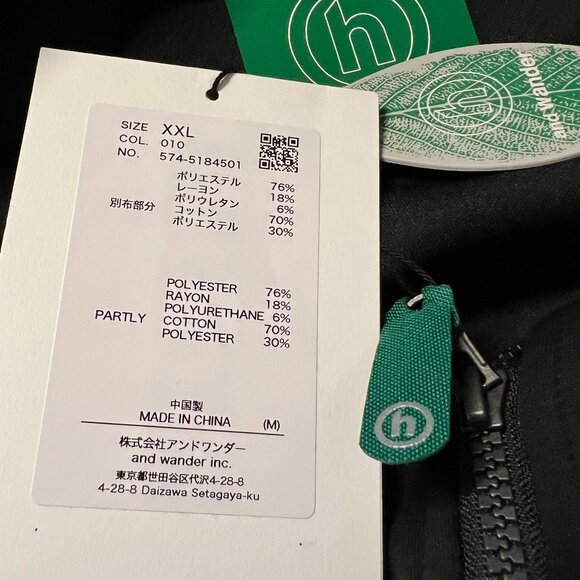 h
and Wander
h
SIZE XXL
COL. 010
NO. 574-5184501
ポリエステル 76%
レーヨン 18%
ポリウレタン 6%
別布部分 コットン 70%
ポリエステル 30%
POLYESTER 76%
RAYON 18%
POLYURETHANE 6%
PARTLY COTTON 70%
POLYESTER 30%
中国製
MADE IN CHINA (M)
株式会社アンドワンダー
and wander inc.
東京都世田谷区代沢4-28-8
4-28-8 Daizawa Setagaya-ku
h